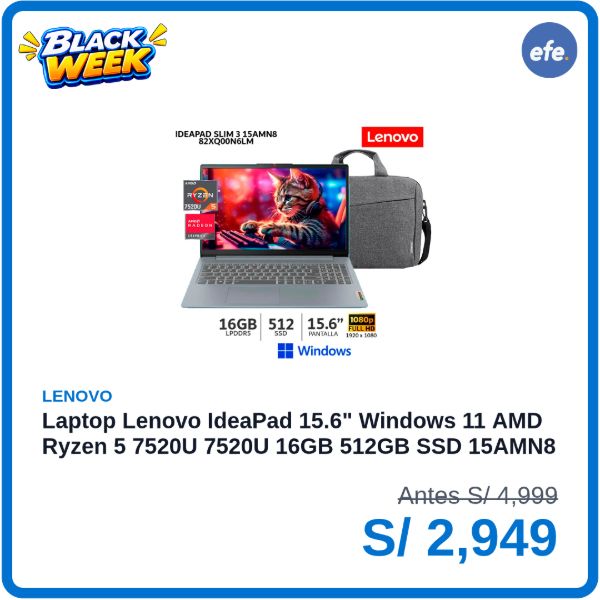 BLACK
WEEK
efe.
IDEAPAD SLIM 3 15AMN8
82XQ00N6LM
Lenovo
AMD
RYZEN
7520U 5
AMD
RADEON
GRAPHICS
16GB
LPDDR5
512
SSD
15.6”
PANTALLA
1080p
FULL HD
1920 x 1080
Windows
LENOVO
Laptop Lenovo IdeaPad 15.6" Windows 11 AMD
Ryzen 5 7520U 7520U 16GB 512GB SSD 15AMN8
Antes S/ 4,999
S/ 2,949